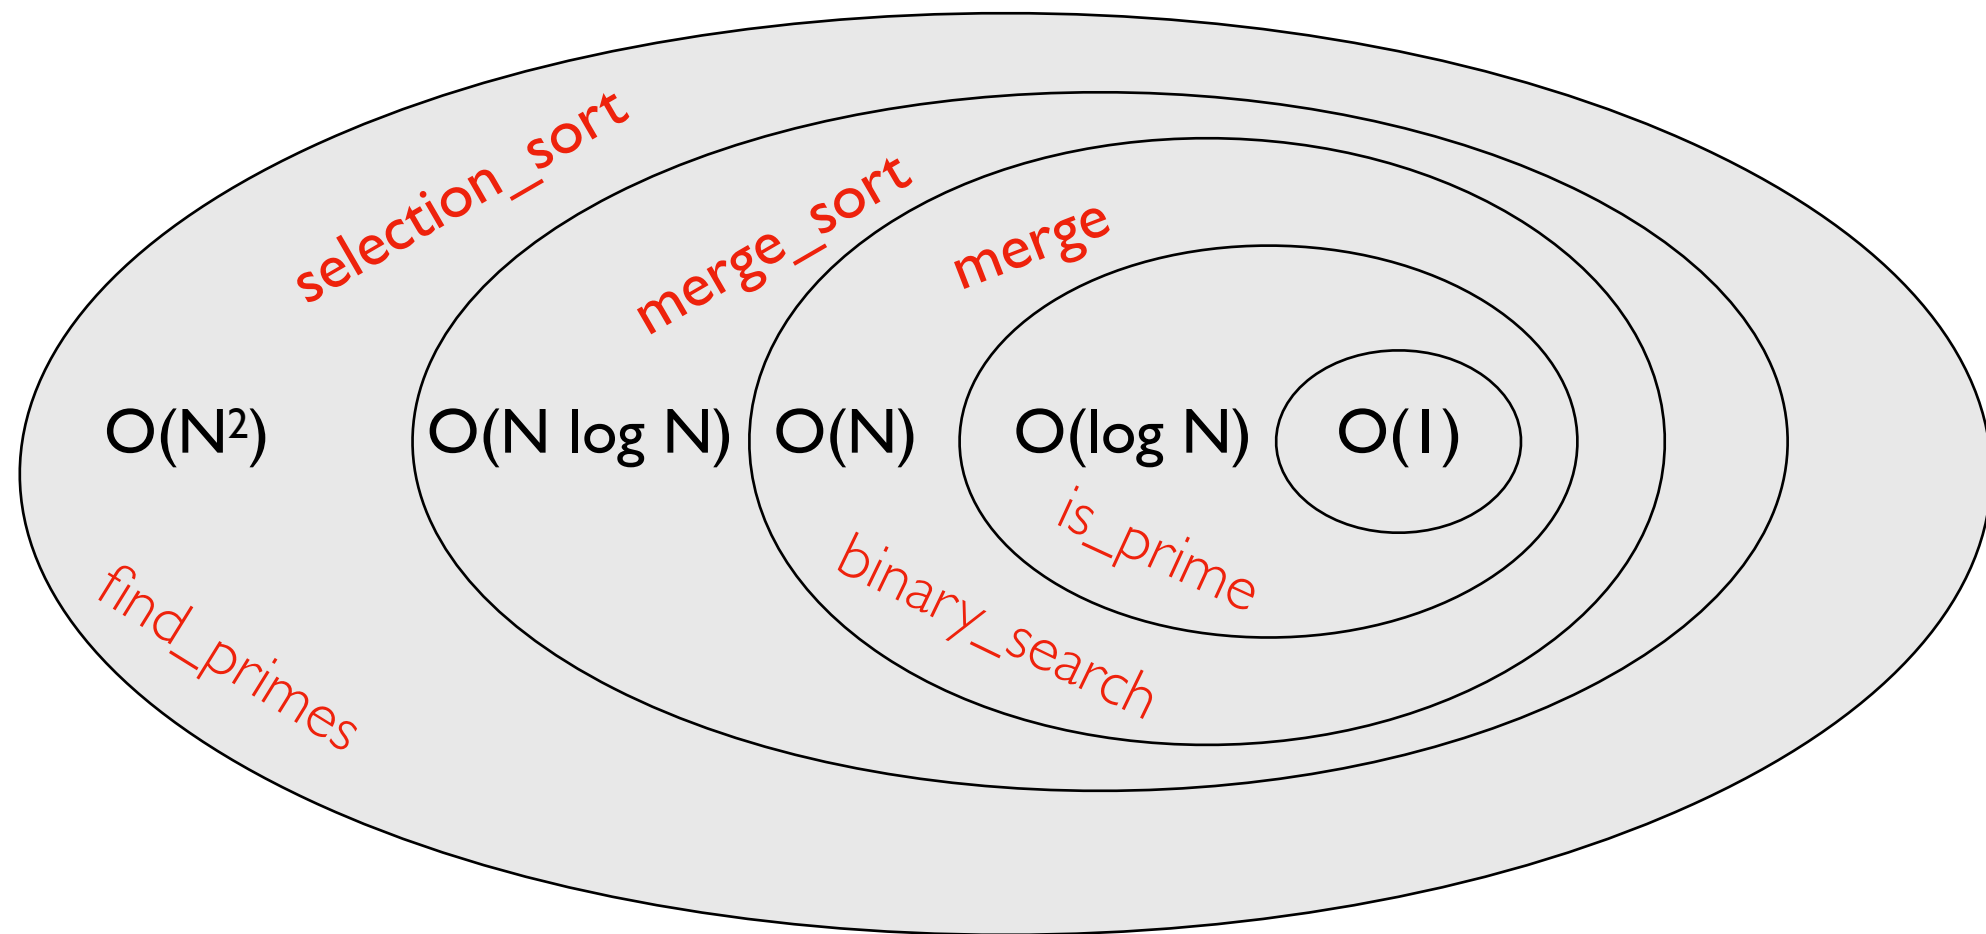 selection_sort
merge_sort
merge
O(N²)
O(N log N)
O(N)
O(log N)
O(1)
is_prime
binary_search
find_primes